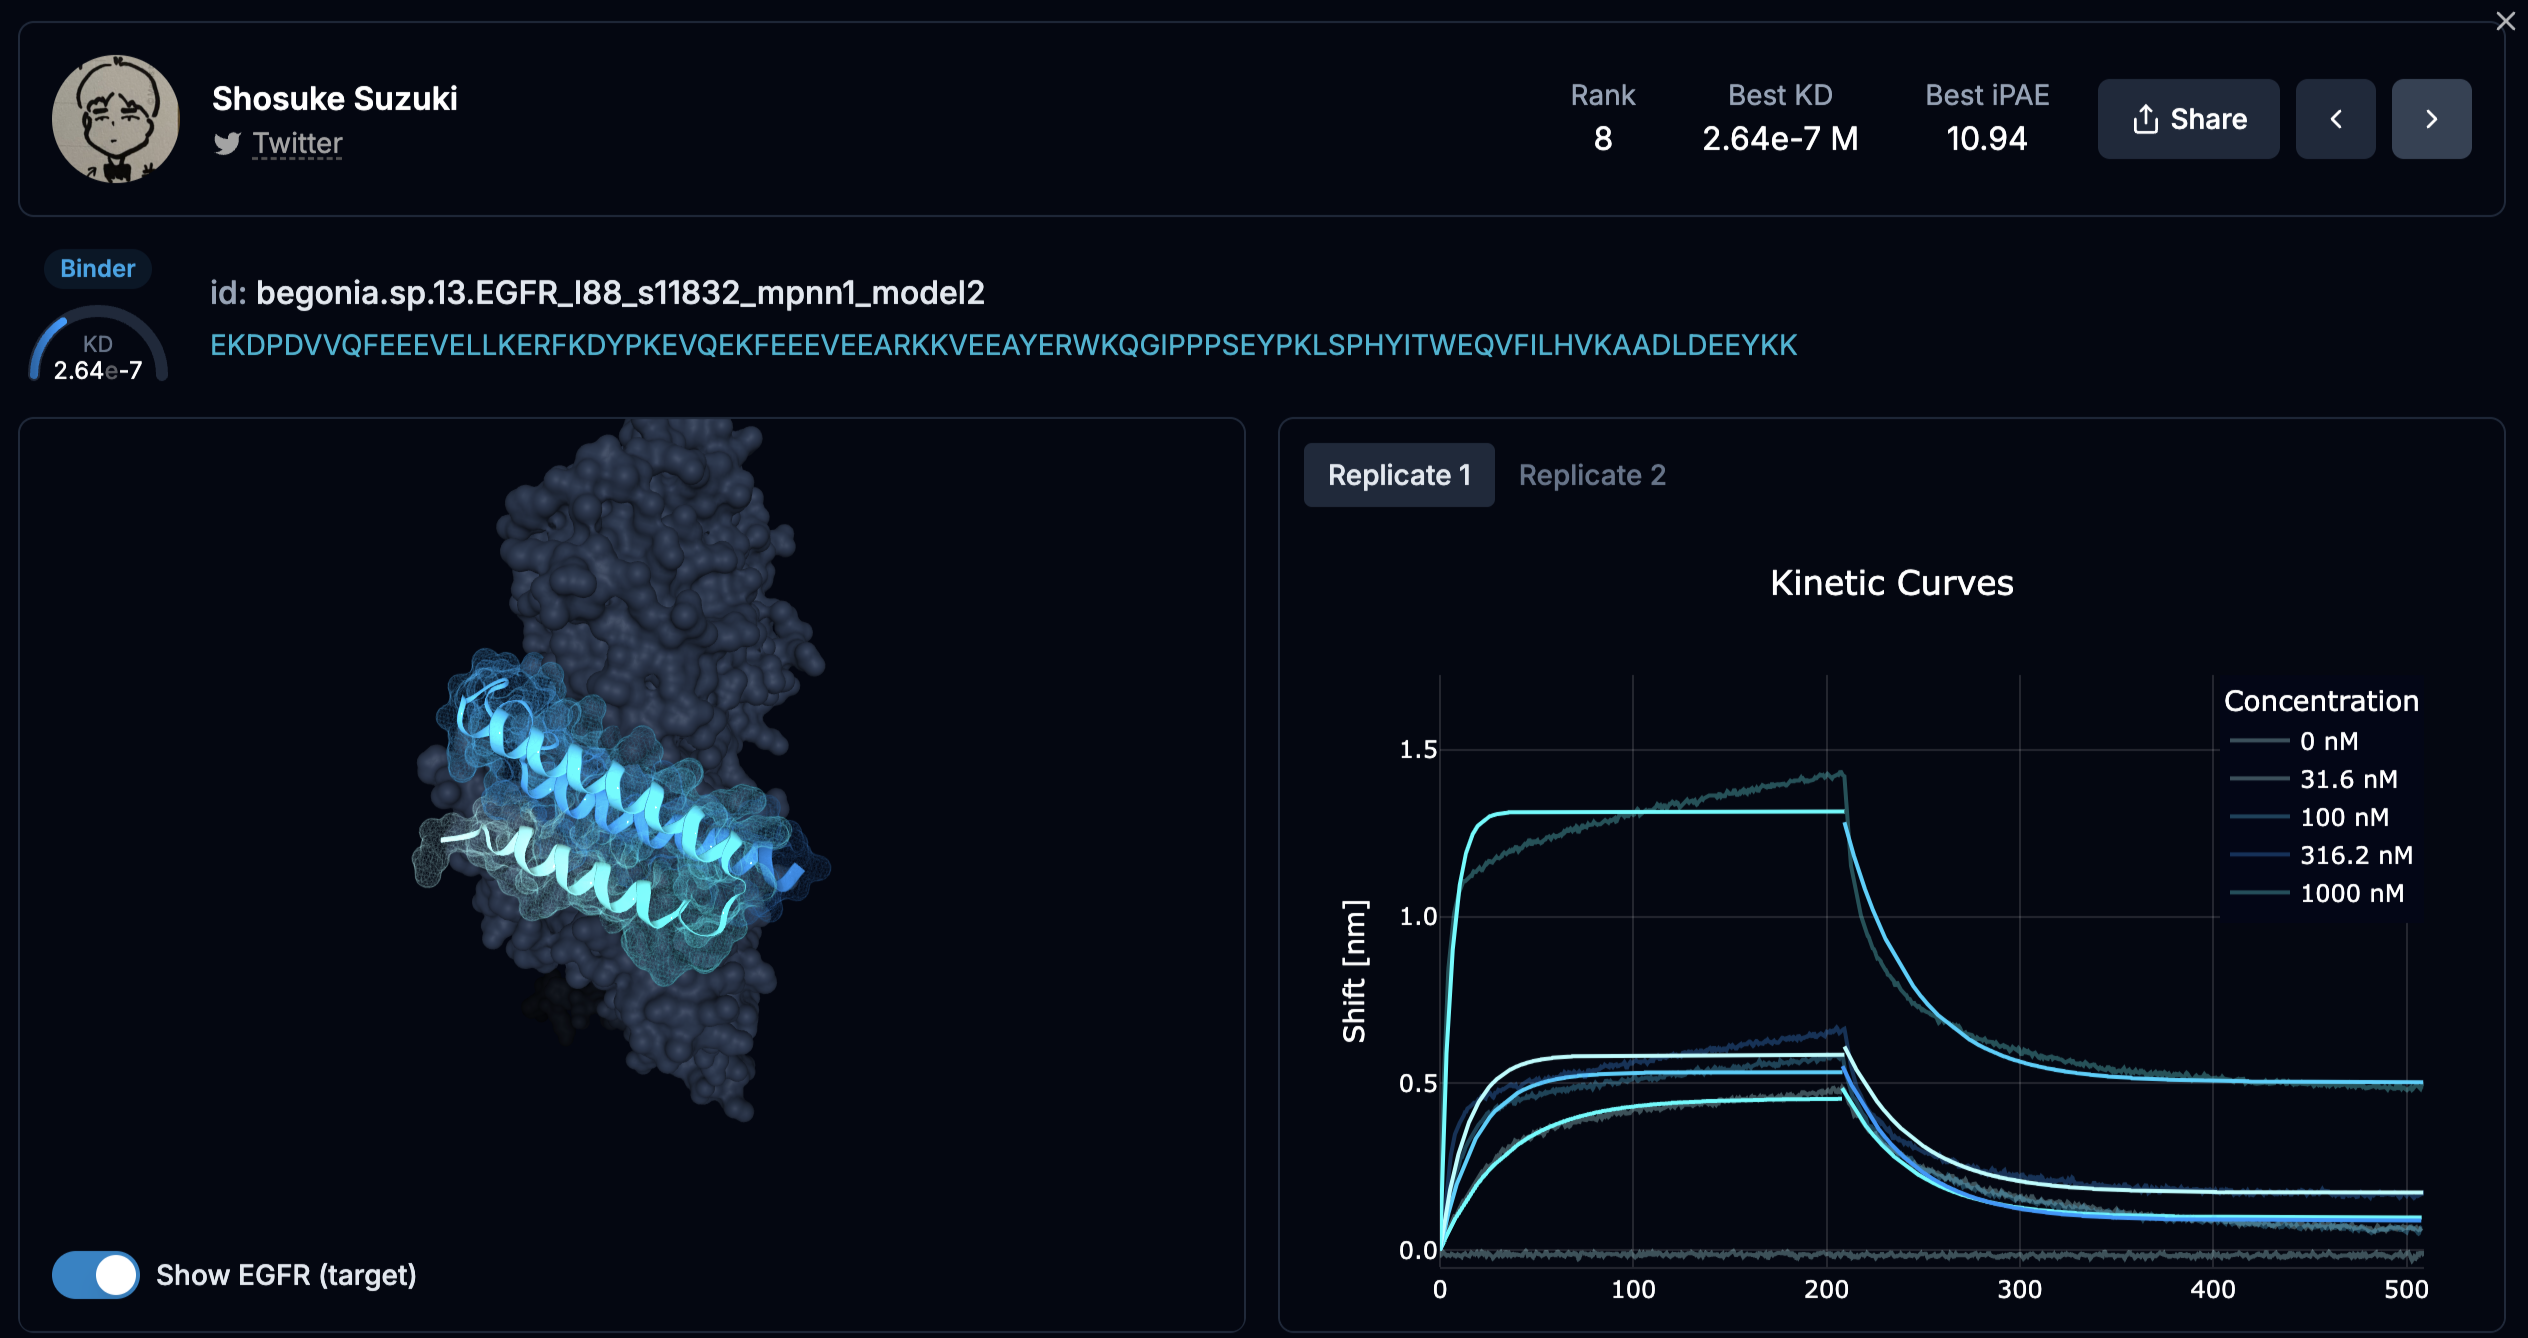 Shosuke Suzuki
Twitter
Rank
8
Best KD
2.64e-7 M
Best iPAE
10.94
Share
Binder
KD
2.64e-7
id: begonia.sp.13.EGFR_l88_s11832_mpnn1_model2
EKDPDVVQFEEEVELLKERFKDYPKEVQEKFEEEVEEARKKVEEAYERWKQGIPPPSEYPKLSPHYITWEQVFILHVKAADLDEEYKK
Show EGFR (target)
Replicate 1
Replicate 2
Kinetic Curves
Shift [nm]
1.5
1.0
0.5
0.0
0
100
200
300
400
500
Concentration
0 nM
31.6 nM
100 nM
316.2 nM
1000 nM